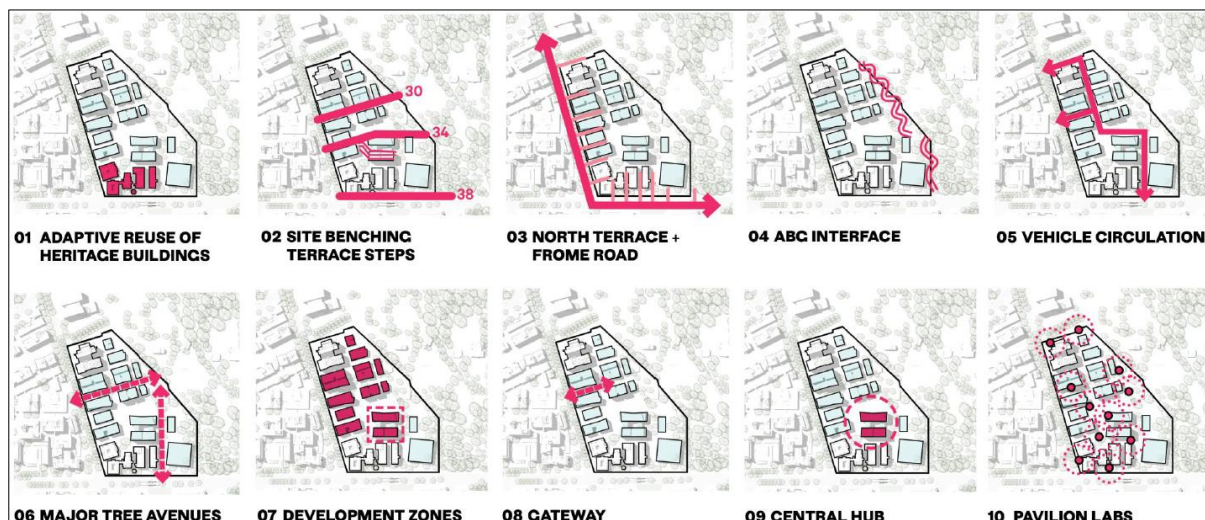 30
34
38
01 ADAPTIVE REUSE OF
HERITAGE BUILDINGS
02 SITE BENCHING
TERRACE STEPS
03 NORTH TERRACE +
FROME ROAD
04 ABG INTERFACE
05 VEHICLE CIRCULATION
06 MAJOR TREE AVENUES
07 DEVELOPMENT ZONES
08 GATEWAY
09 CENTRAL HUB
10 PAVILION LABS